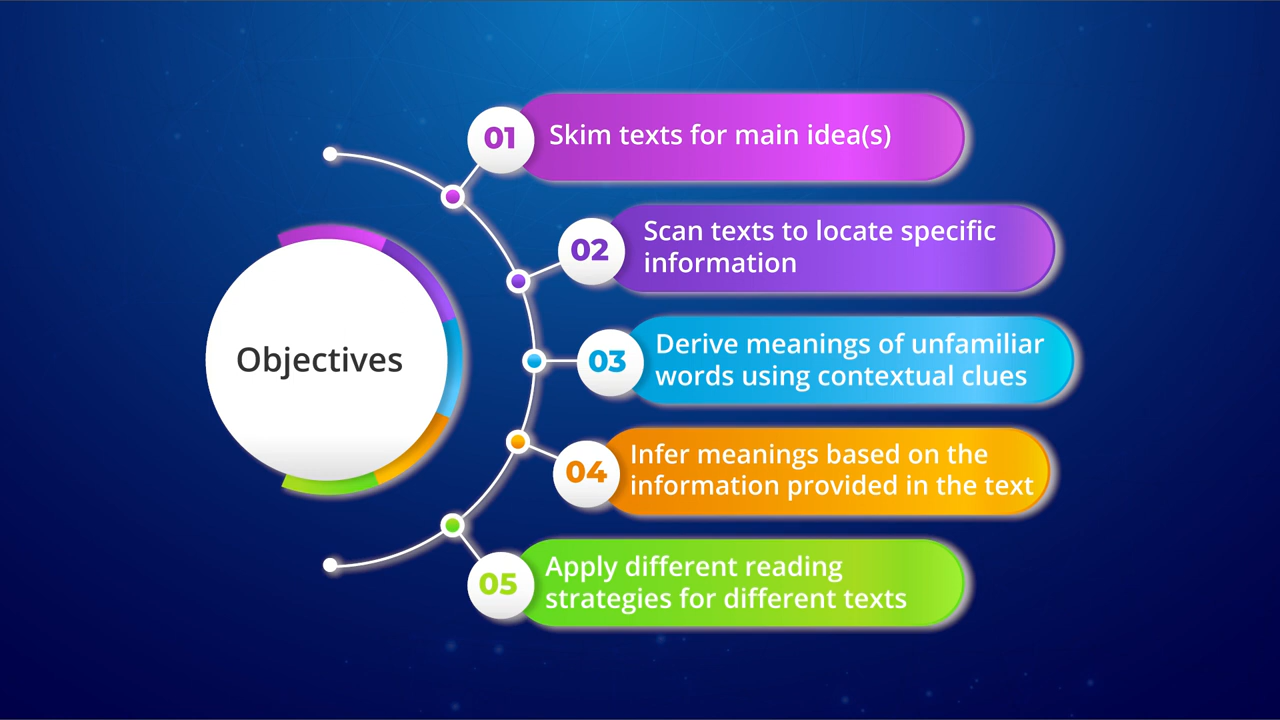 Objectives
01
Skim texts for main idea(s)
02
Scan texts to locate specific
information
03
Derive meanings of unfamiliar
words using contextual clues
04
Infer meanings based on the
information provided in the text
05
Apply different reading
strategies for different texts